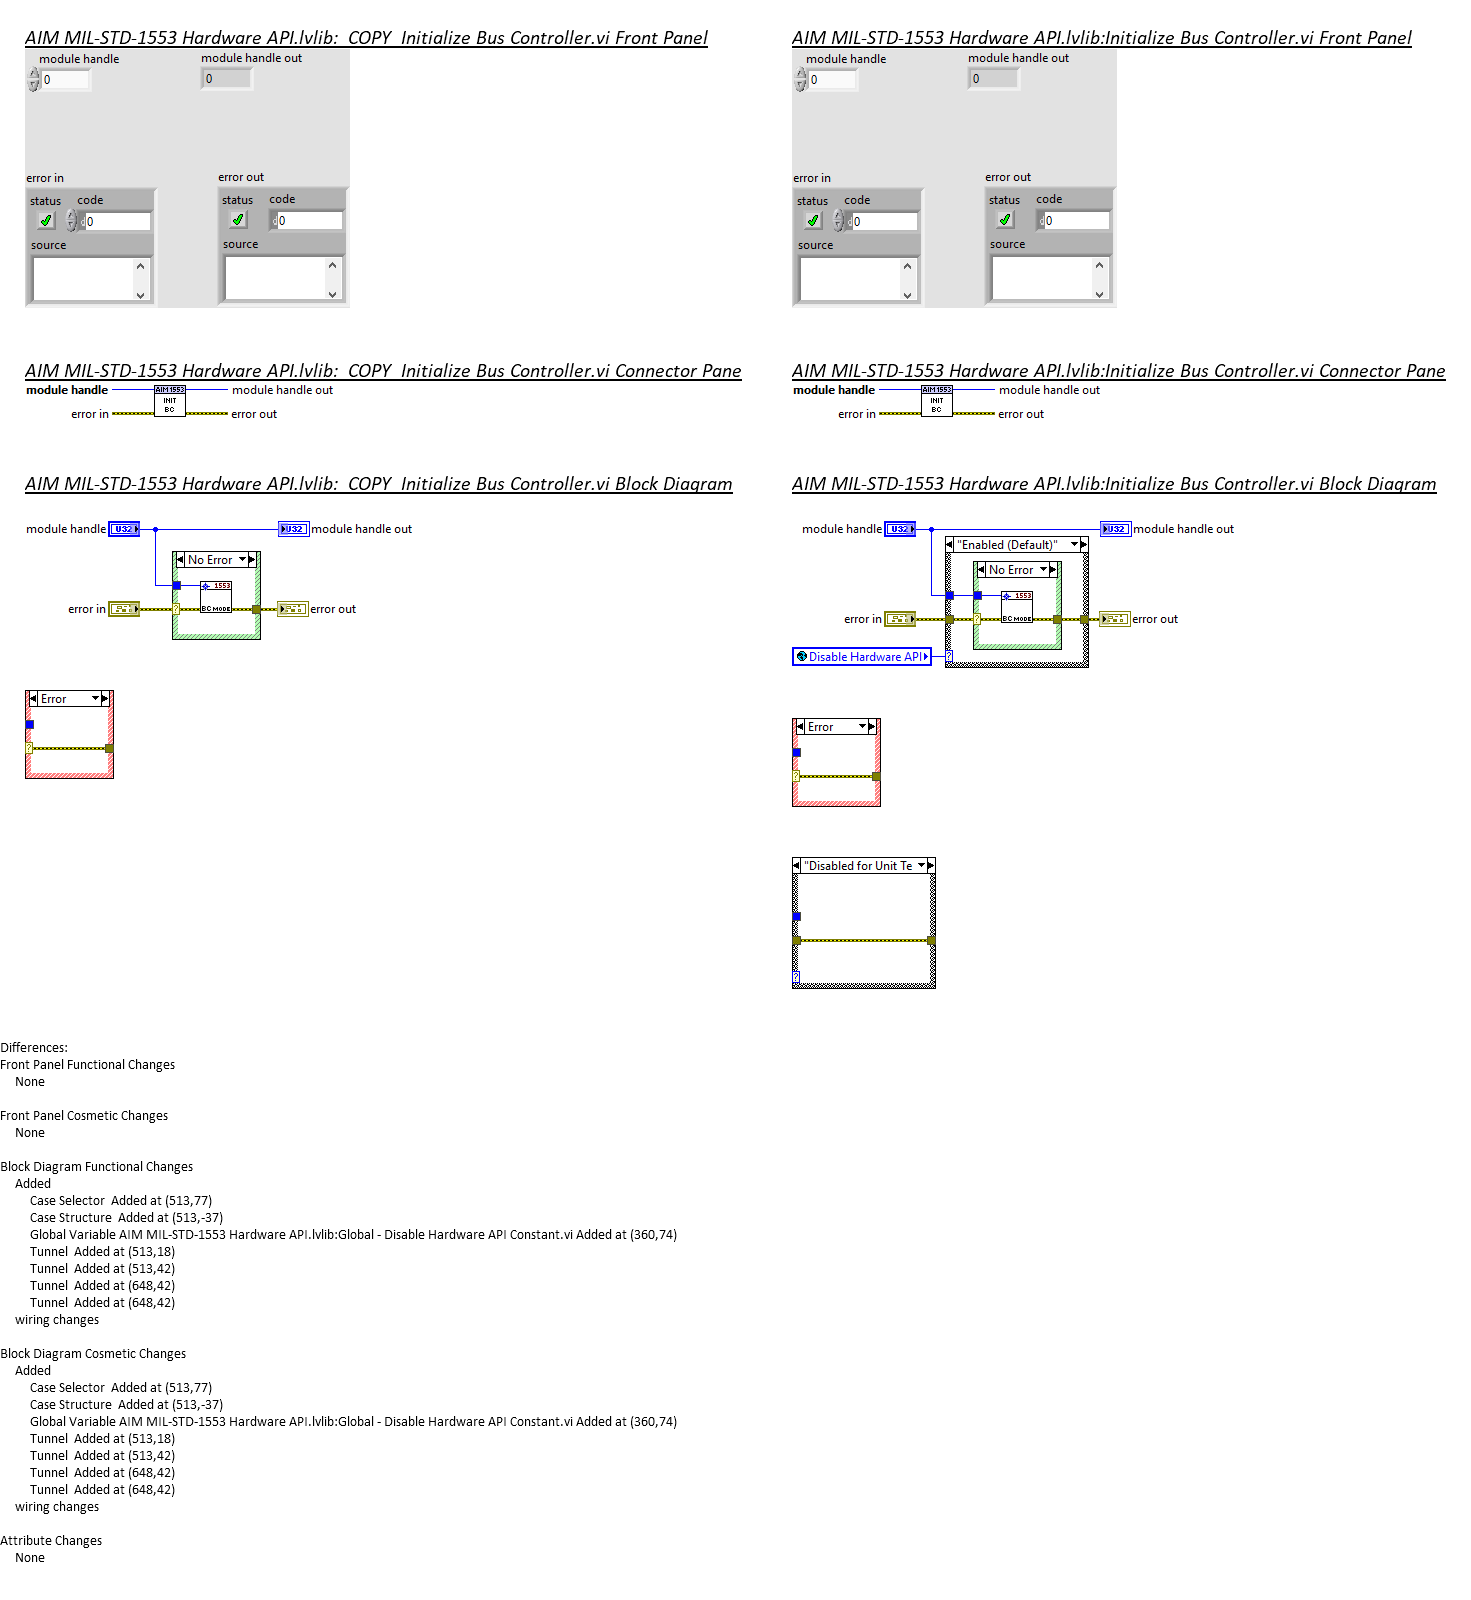 AIM MIL-STD-1553 Hardware API.lvlib:  COPY  Initialize Bus Controller.vi Front Panel
module handle
module handle out
0
0
error in
error out
status
code
status
code
0
0
source
source
AIM MIL-STD-1553 Hardware API.lvlib:Initialize Bus Controller.vi Front Panel
module handle
module handle out
0
0
error in
error out
status
code
status
code
0
0
source
source
AIM MIL-STD-1553 Hardware API.lvlib:  COPY  Initialize Bus Controller.vi Connector Pane
module handle
module handle out
AIM1553
INIT
BC
error in
error out
AIM MIL-STD-1553 Hardware API.lvlib:Initialize Bus Controller.vi Connector Pane
module handle
module handle out
AIM1553
INIT
BC
error in
error out
AIM MIL-STD-1553 Hardware API.lvlib:  COPY  Initialize Bus Controller.vi Block Diagram
module handle
U32
U32
module handle out
No Error
1553
BC MODE
?
error in
error out
Error
?
AIM MIL-STD-1553 Hardware API.lvlib:Initialize Bus Controller.vi Block Diagram
module handle
U32
U32
module handle out
"Enabled (Default)"
No Error
1553
BC MODE
?
error in
error out
Disable Hardware API
?
Error
?
"Disabled for Unit Te
?
Differences:
Front Panel Functional Changes
None
Front Panel Cosmetic Changes
None
Block Diagram Functional Changes
Added
Case Selector  Added at (513,77)
Case Structure  Added at (513,-37)
Global Variable AIM MIL-STD-1553 Hardware API.lvlib:Global - Disable Hardware API Constant.vi Added at (360,74)
Tunnel  Added at (513,18)
Tunnel  Added at (513,42)
Tunnel  Added at (648,42)
Tunnel  Added at (648,42)
wiring changes
Block Diagram Cosmetic Changes
Added
Case Selector  Added at (513,77)
Case Structure  Added at (513,-37)
Global Variable AIM MIL-STD-1553 Hardware API.lvlib:Global - Disable Hardware API Constant.vi Added at (360,74)
Tunnel  Added at (513,18)
Tunnel  Added at (513,42)
Tunnel  Added at (648,42)
Tunnel  Added at (648,42)
wiring changes
Attribute Changes
None